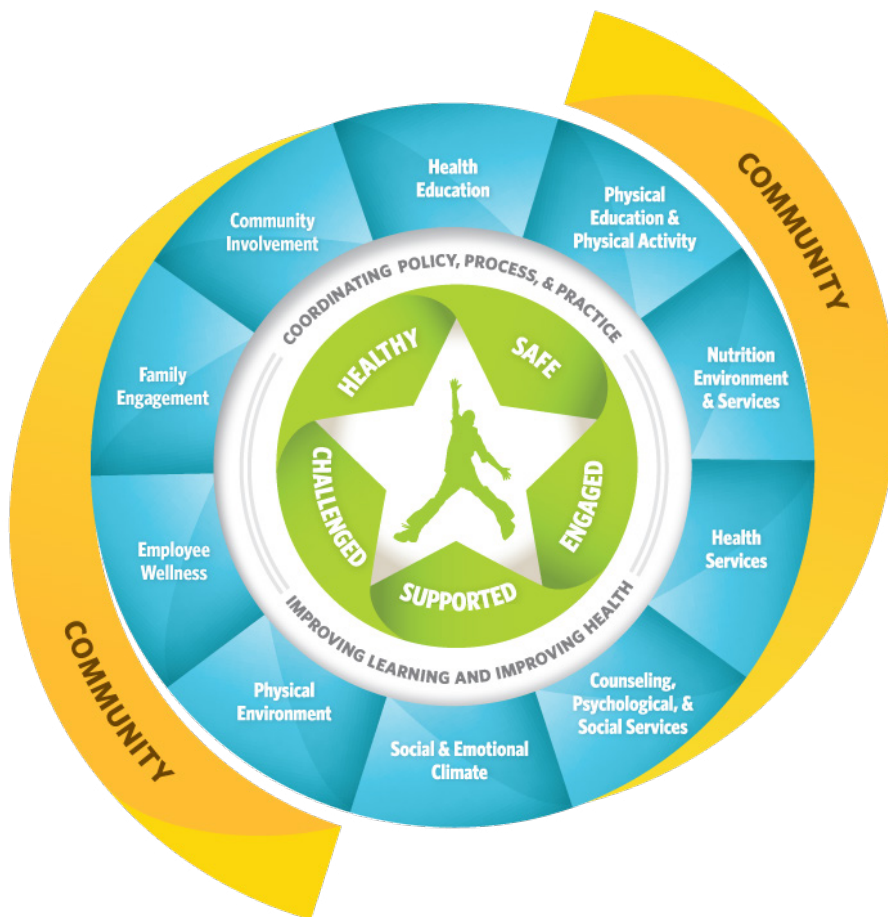 COMMUNITY
Health
Education
Physical
Education &
Physical Activity
Nutrition
Environment
& Services
Health
Services
Counseling,
Psychological, &
Social Services
Social & Emotional
Climate
Physical
Environment
Employee
Wellness
Family
Engagement
Community
Involvement
COORDINATING POLICY, PROCESS, & PRACTICE
IMPROVING LEARNING AND IMPROVING HEALTH
HEALTHY
SAFE
ENGAGED
SUPPORTED
CHALLENGED
COMMUNITY